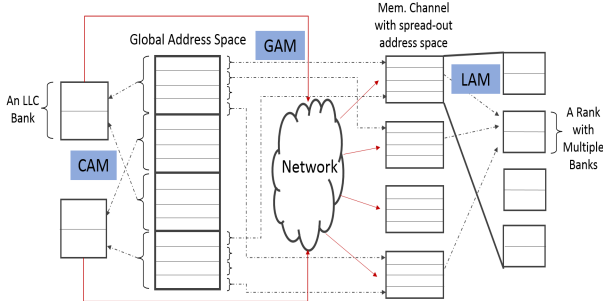 Mem. Channel
with spread-out
address space
Global Address Space
GAM
LAM
An LLC
Bank
A Rank
with
Multiple
Banks
CAM
Network